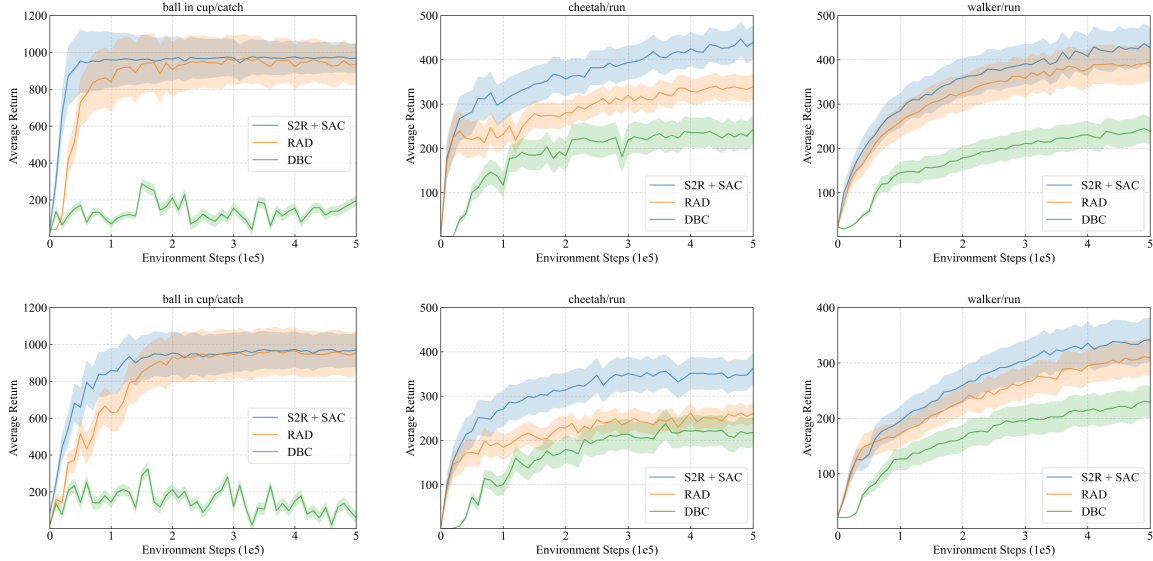 ball in cup/catch
1200
1000
800
600
400
200
0 1 2 3 4 5
Average Return
Environment Steps (1e5)
S2R + SAC
RAD
DBC
cheetah/run
500
400
300
200
100
0 1 2 3 4 5
Average Return
Environment Steps (1e5)
S2R + SAC
RAD
DBC
walker/run
500
400
300
200
100
0 1 2 3 4 5
Average Return
Environment Steps (1e5)
S2R + SAC
RAD
DBC
ball in cup/catch
1200
1000
800
600
400
200
0 1 2 3 4 5
Average Return
Environment Steps (1e5)
S2R + SAC
RAD
DBC
cheetah/run
500
400
300
200
100
0 1 2 3 4 5
Average Return
Environment Steps (1e5)
S2R + SAC
RAD
DBC
walker/run
400
300
200
100
0 1 2 3 4 5
Average Return
Environment Steps (1e5)
S2R + SAC
RAD
DBC